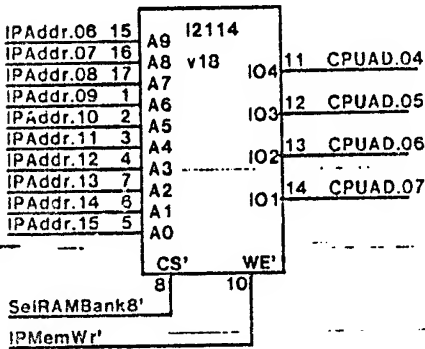 IPAddr.06 15 A9 I2114
IPAddr.07 16 A8 v18
IPAddr.08 17 A7 IO4 11 CPUAD.04
IPAddr.09 1 A6
IPAddr.10 2 A5 IO3 12 CPUAD.05
IPAddr.11 3 A4
IPAddr.12 4 A3 IO2 13 CPUAD.06
IPAddr.13 7 A2
IPAddr.14 6 A1 IO1 14 CPUAD.07
IPAddr.15 5 A0
CS' WE'
8 10
SelRAMBank8'
IPMemWr'